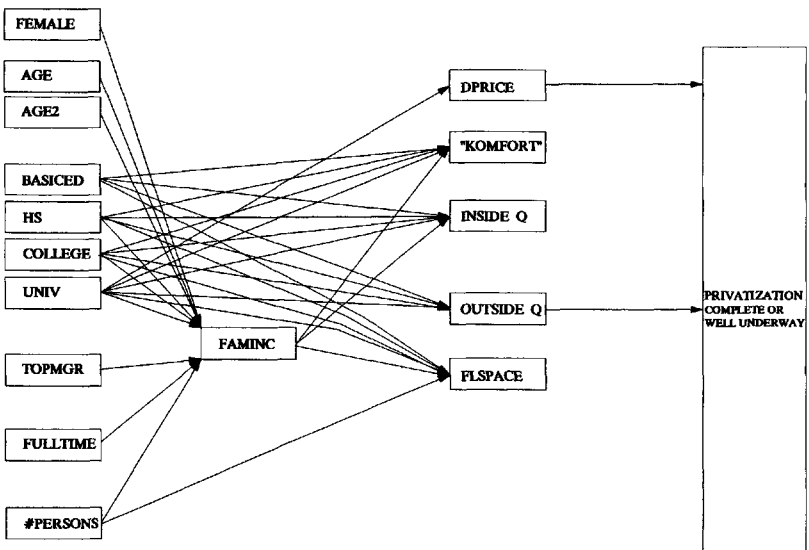 FEMALE
AGE
AGE2
BASICED
HS
COLLEGE
UNIV
TOPMGR
FULLTIME
#PERSONS
FAMINC
DPRICE
"KOMFORT"
INSIDE Q
OUTSIDE Q
FLSPACE
PRIVATIZATION
COMPLETE OR
WELL UNDERWAY